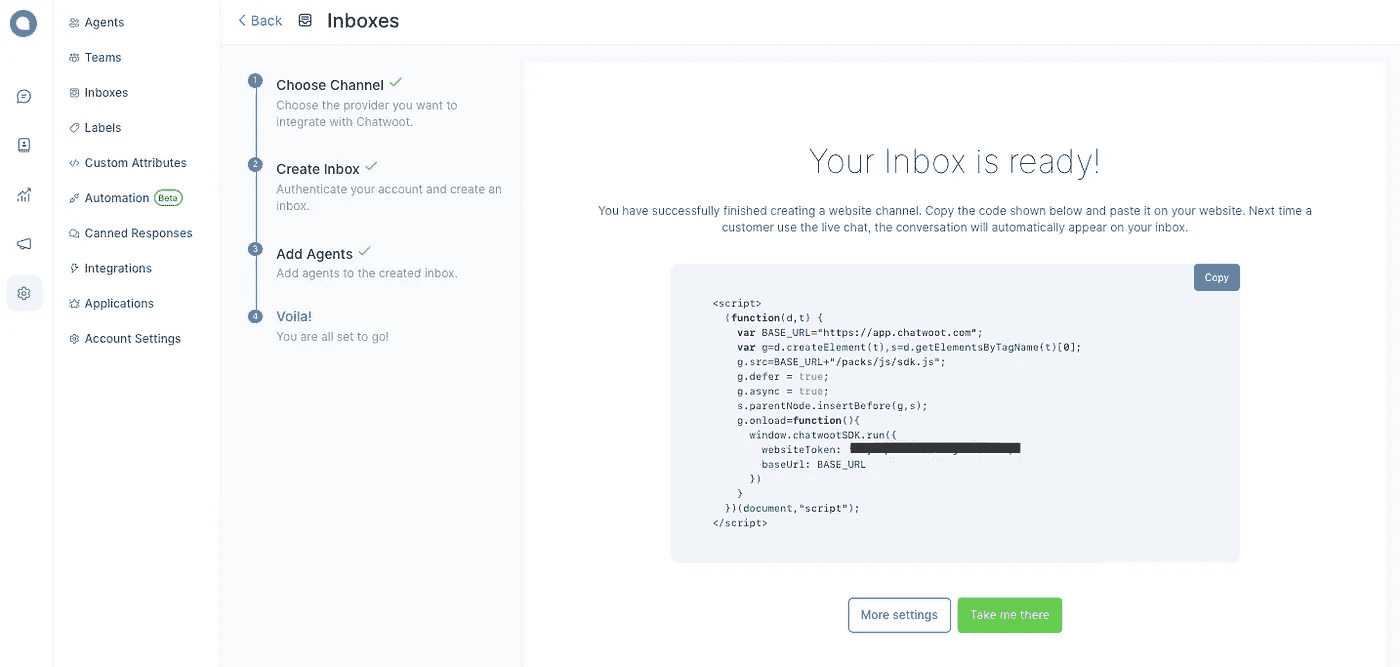 Agents
Teams
Inboxes
Labels
Custom Attributes
Automation Beta
Canned Responses
Integrations
Applications
Account Settings
Back Inboxes
1 Choose Channel
Choose the provider you want to
integrate with Chatwoot.
2 Create Inbox
Authenticate your account and create an
inbox.
3 Add Agents
Add agents to the created inbox.
4 Voila!
You are all set to go!
Your Inbox is ready!
You have successfully finished creating a website channel. Copy the code shown below and paste it on your website. Next time a
customer use the live chat, the conversation will automatically appear on your inbox.
Copy
<script>
(function(d,t) {
var BASE_URL="https://app.chatwoot.com";
var g=d.createElement(t),s=d.getElementsByTagName(t)[0];
g.src=BASE_URL+"/packs/js/sdk.js";
g.defer = true;
g.async = true;
s.parentNode.insertBefore(g,s);
g.onload=function(){
window.chatwootSDK.run({
websiteToken:
baseUrl: BASE_URL
})
}
})(document,"script");
</script>
More settings
Take me there